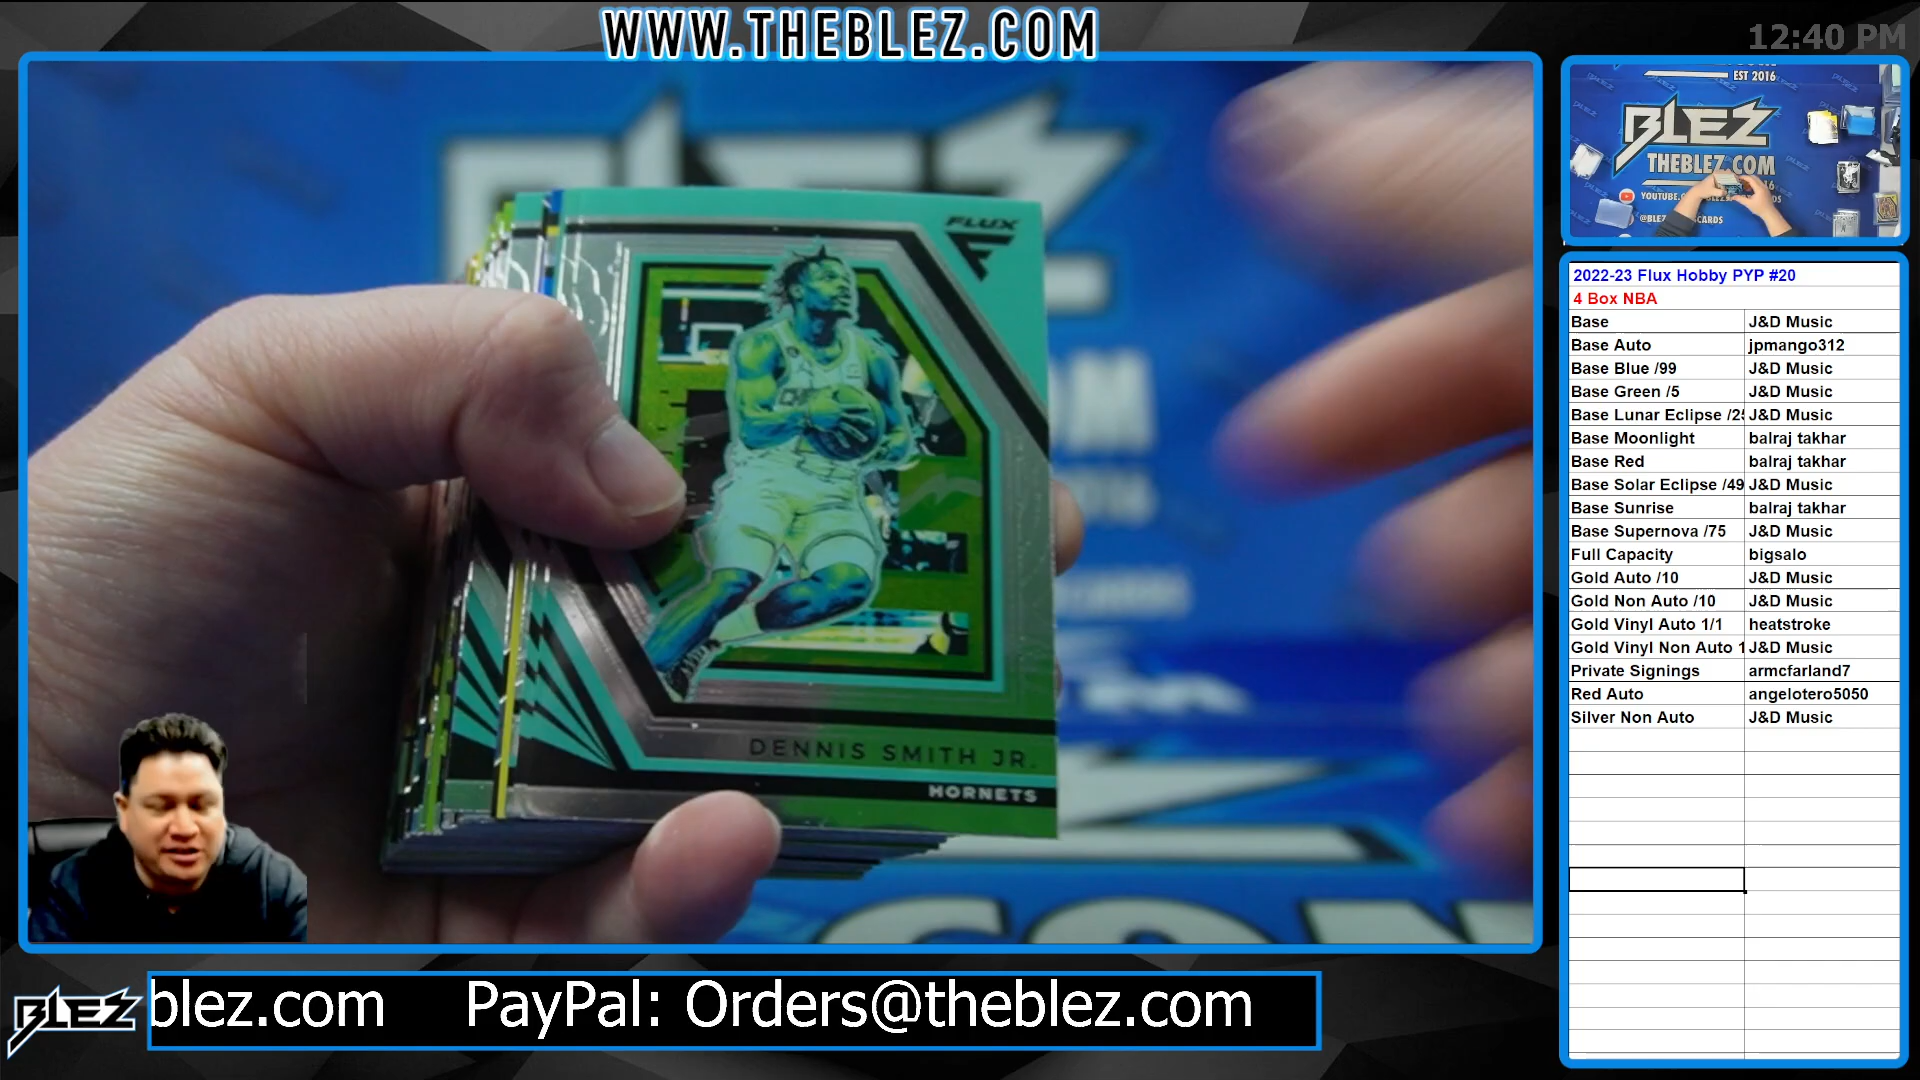 WWW.THEBLEZ.COM
12:40 PM
EST 2016
BLEZ
THEBLEZ.COM
@BLEZ
FLUX
DENNIS SMITH JR.
HORNETS
2022-23 Flux Hobby PYP #20
4 Box NBA
Base J&D Music
Base Auto jpmango312
Base Blue /99 J&D Music
Base Green /5 J&D Music
Base Lunar Eclipse /25 J&D Music
Base Moonlight balraj takhar
Base Red balraj takhar
Base Solar Eclipse /49 J&D Music
Base Sunrise balraj takhar
Base Supernova /75 J&D Music
Full Capacity bigsalo
Gold Auto /10 J&D Music
Gold Non Auto /10 J&D Music
Gold Vinyl Auto 1/1 heatstroke
Gold Vinyl Non Auto 1 J&D Music
Private Signings armcfarland7
Red Auto angelotero5050
Silver Non Auto J&D Music
BLEZ
blez.com PayPal: Orders@theblez.com